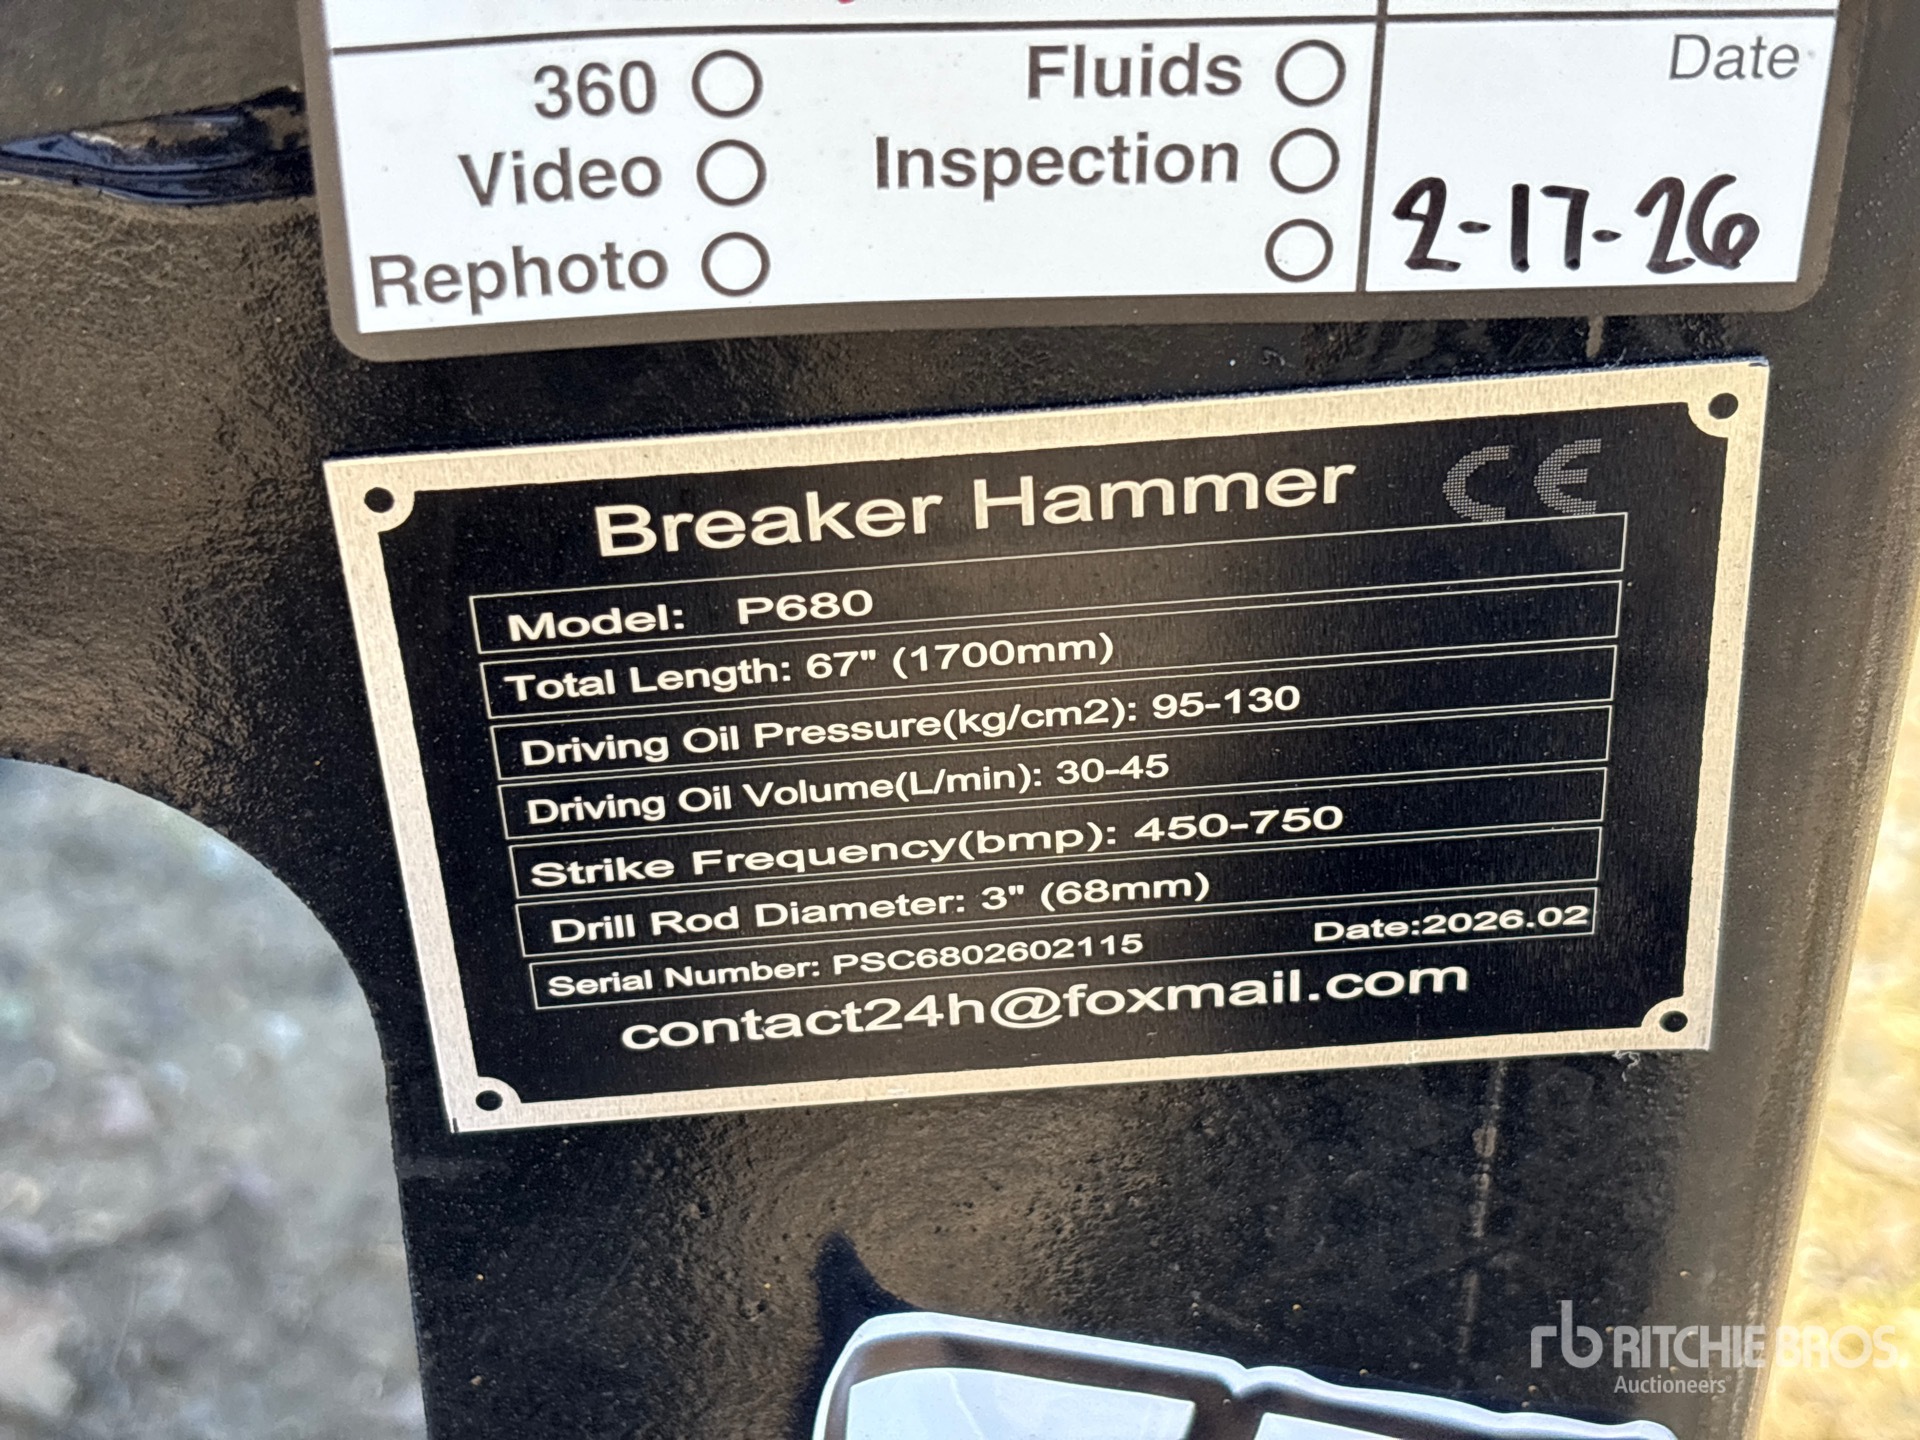 360 Fluids Date
Video Inspection
Rephoto 2-17-26
Breaker Hammer CE
Model: P680
Total Length: 67" (1700mm)
Driving Oil Pressure(kg/cm2): 95-130
Driving Oil Volume(L/min): 30-45
Strike Frequency(bmp): 450-750
Drill Rod Diameter: 3" (68mm)
Serial Number: PSC6802602115 Date:2026.02
contact24h@foxmail.com
rb RITCHIE BROS.
Auctioneers